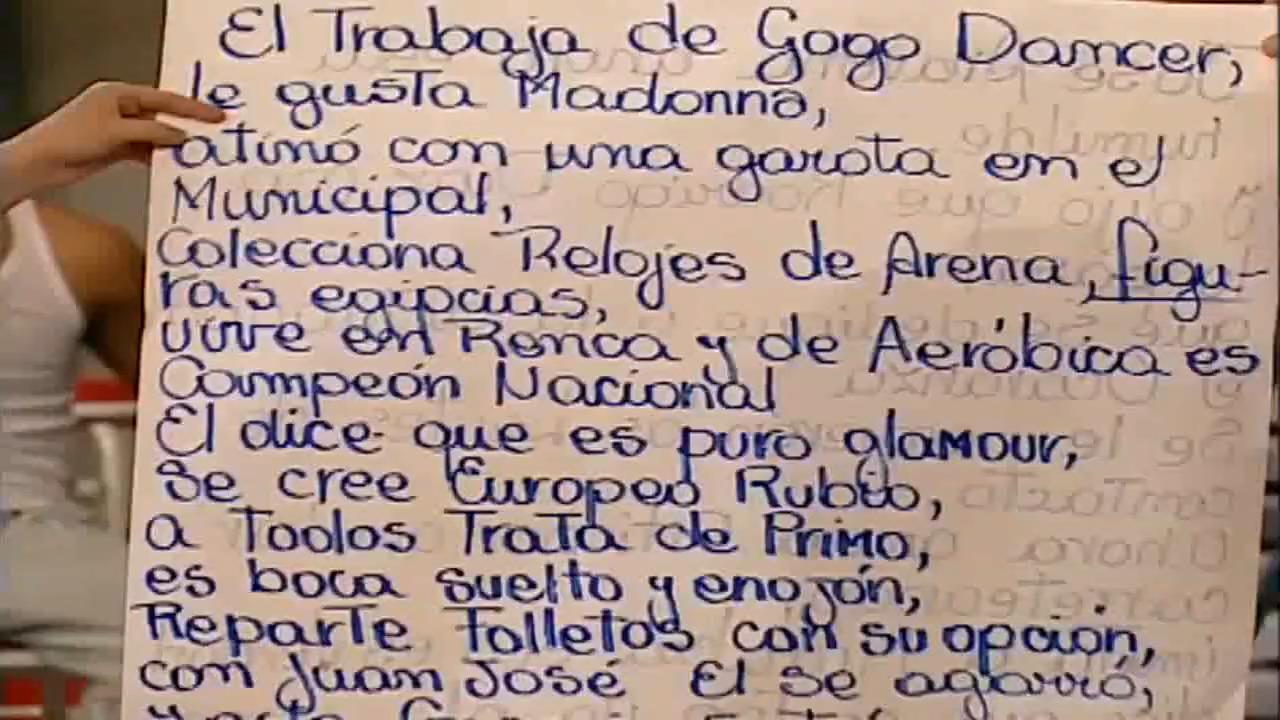 El Trabaja de Gogo Dancer,
le gusta Madonna,
atinó con una garota en el
Municipal,
Colecciona Relojes de Arena, figu-
ras egipcias,
vive en Renca y de Aeróbica es
Campeón Nacional
El dice que es puro glamour,
Se cree Europeo Rubio,
a Todos Trata de Primo,
es boca suelto y enojón,
Reparte Folletos con su opción,
con Juan José El se agarró,